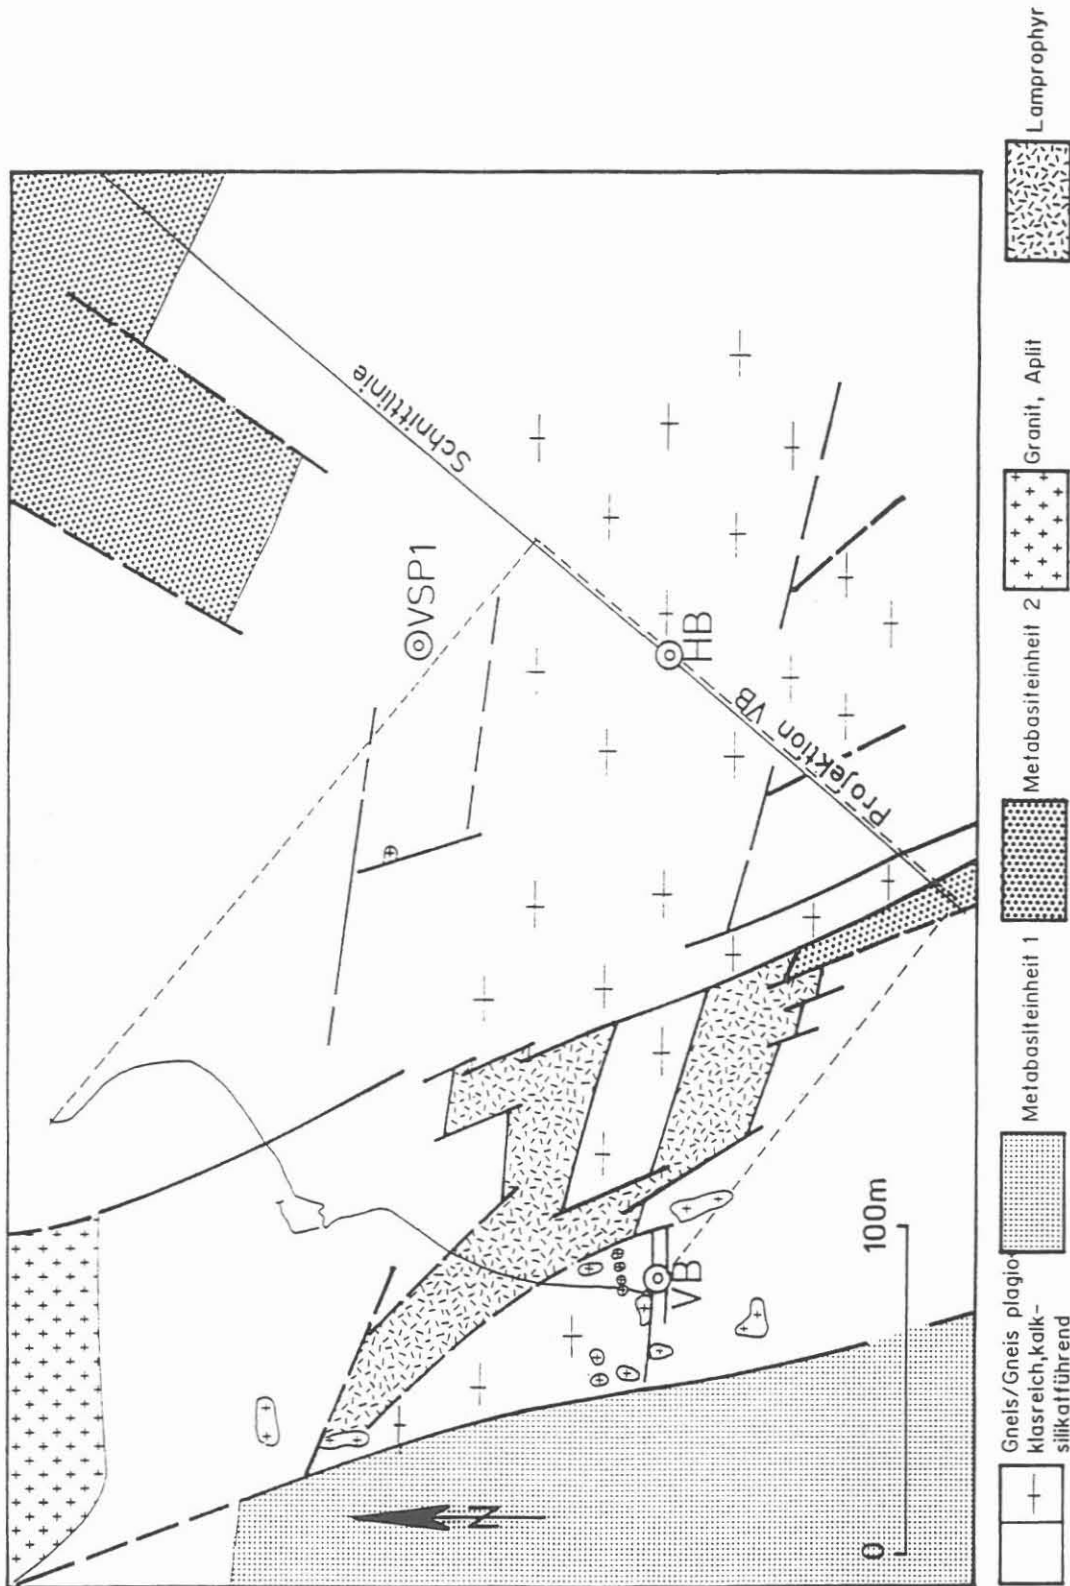 Schnittlinie
VSP1
HB
Projektion VB
VB
100m
0
N
Gneis/Gneis plagio-
klasreich, kalk-
silikatführend
Metabasiteinheit 1
Metabasiteinheit 2
Granit, Aplit
Lamprophyr